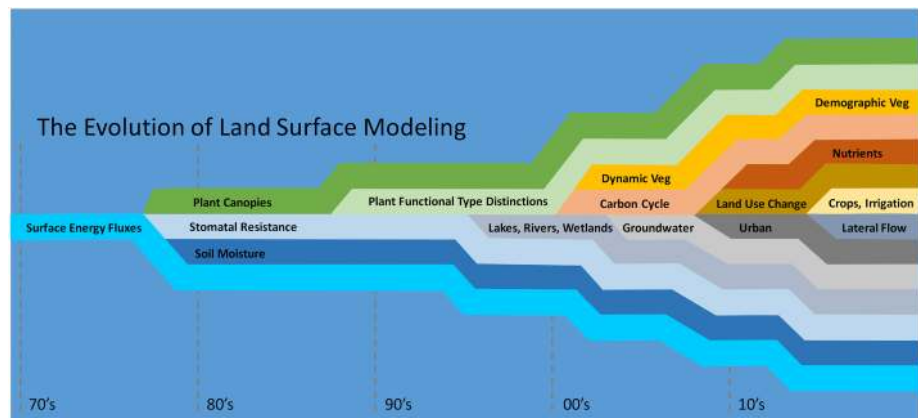 The Evolution of Land Surface Modeling
Demographic Veg
Nutrients
Dynamic Veg
Plant Canopies
Plant Functional Type Distinctions
Carbon Cycle
Land Use Change
Crops, Irrigation
Surface Energy Fluxes
Stomatal Resistance
Lakes, Rivers, Wetlands
Groundwater
Urban
Lateral Flow
Soil Moisture
70's
80's
90's
00's
10's